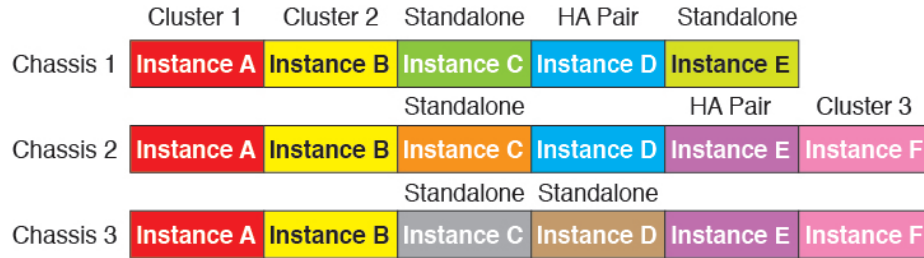 Cluster 1 Cluster 2 Standalone HA Pair Standalone
Chassis 1 Instance A Instance B Instance C Instance D Instance E
Standalone HA Pair Cluster 3
Chassis 2 Instance A Instance B Instance C Instance D Instance E Instance F
Standalone Standalone
Chassis 3 Instance A Instance B Instance C Instance D Instance E Instance F